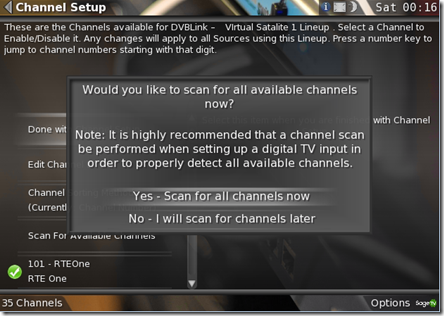 Channel Setup
Sat 00:16
These are the Channels available for DVBLink - VIrtual Satalite 1 Lineup . Select a Channel to
Enable/Disable it. Any changes will apply to all Sources using this Lineup. Press a number key to
jump to channel numbers starting with that digit.
Would you like to scan for all available channels
now?
Note: It is highly recommended that a channel scan
be performed when setting up a digital TV input in
order to properly detect all available channels.
Yes - Scan for all channels now
No - I will scan for channels later
Done wit
with Channel
Edit Cha
Channel
(Currently
Scan For Available Channels
101 - RTEOne
RTE One
35 Channels
Options SageTV